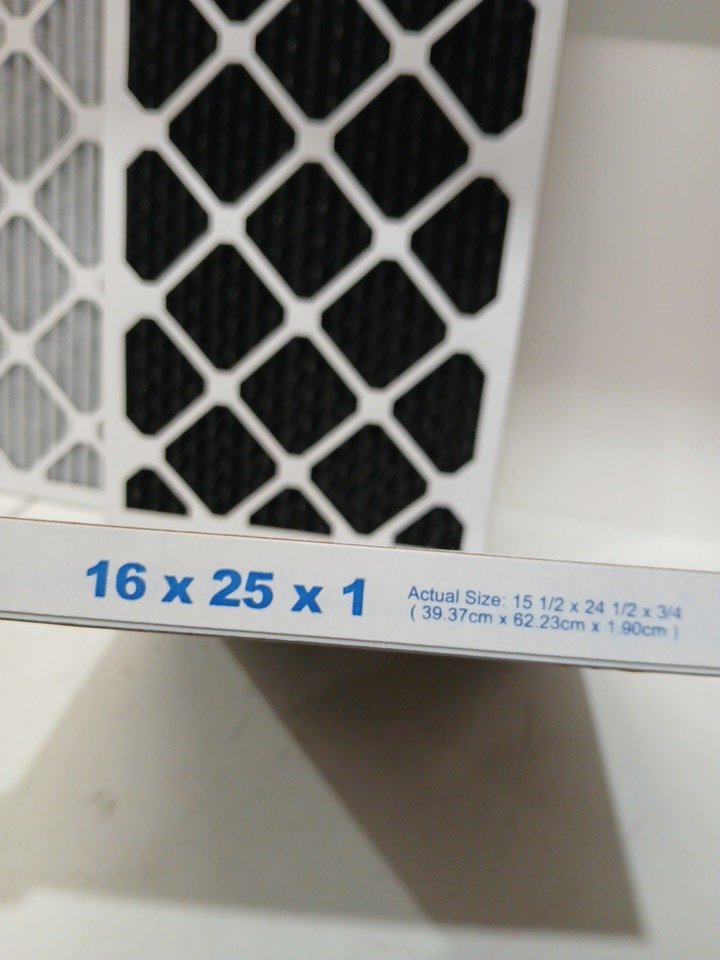 16 x 25 x 1
Actual Size: 15 1/2 x 24 1/2 x 3/4
( 39.37cm x 62.23cm x 1.90cm )